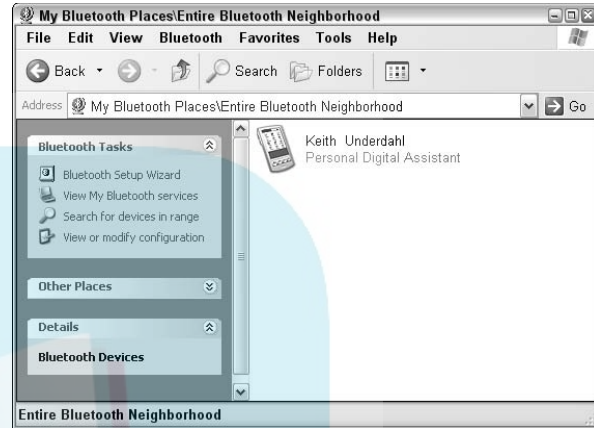 My Bluetooth Places\Entire Bluetooth Neighborhood
File Edit View Bluetooth Favorites Tools Help
Back Search Folders
Address My Bluetooth Places\Entire Bluetooth Neighborhood Go
Bluetooth Tasks
Bluetooth Setup Wizard
View My Bluetooth services
Search for devices in range
View or modify configuration
Other Places
Details
Bluetooth Devices
Keith Underdahl
Personal Digital Assistant
Entire Bluetooth Neighborhood